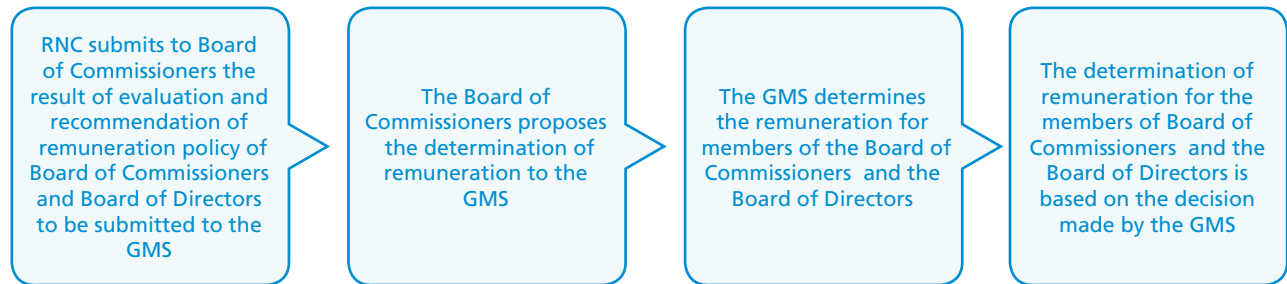 RNC submits to Board
of Commissioners the
result of evaluation and
recommendation of
remuneration policy of
Board of Commissioners
and Board of Directors
to be submitted to the
GMS
The Board of
Commissioners proposes
the determination of
remuneration to the
GMS
The GMS determines
the remuneration for
members of the Board of
Commissioners and the
Board of Directors
The determination of
remuneration for the
members of Board of
Commissioners and the
Board of Directors is
based on the decision
made by the GMS